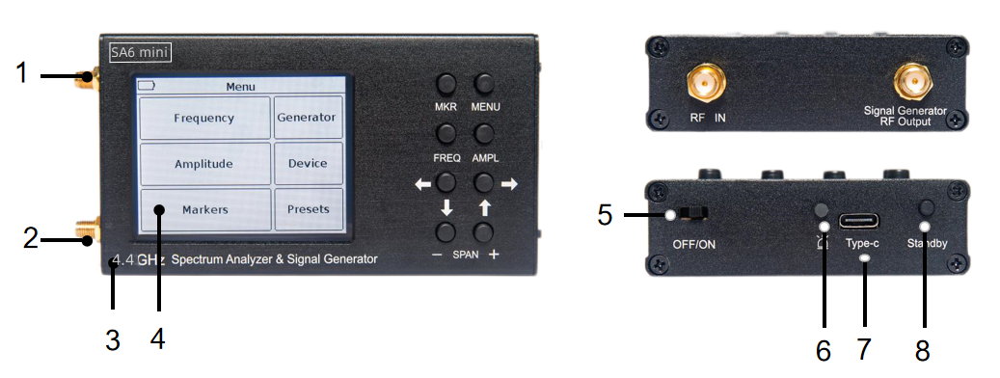 SA6 mini
1
Menu
Frequency
Generator
Amplitude
Device
Markers
Presets
MKR
MENU
FREQ
AMPL
← →
↓ ↑
− SPAN +
2
4.4 GHz Spectrum Analyzer & Signal Generator
3
4
RF IN
Signal Generator
RF Output
5
OFF/ON
Type-c
Standby
6
7
8